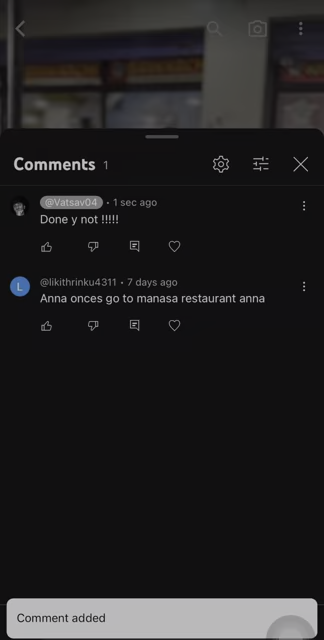 Comments 1
@Vatsav04 • 1 sec ago
Done y not !!!!!
@likithrinku4311 • 7 days ago
L
Anna onces go to manasa restaurant anna
Comment added